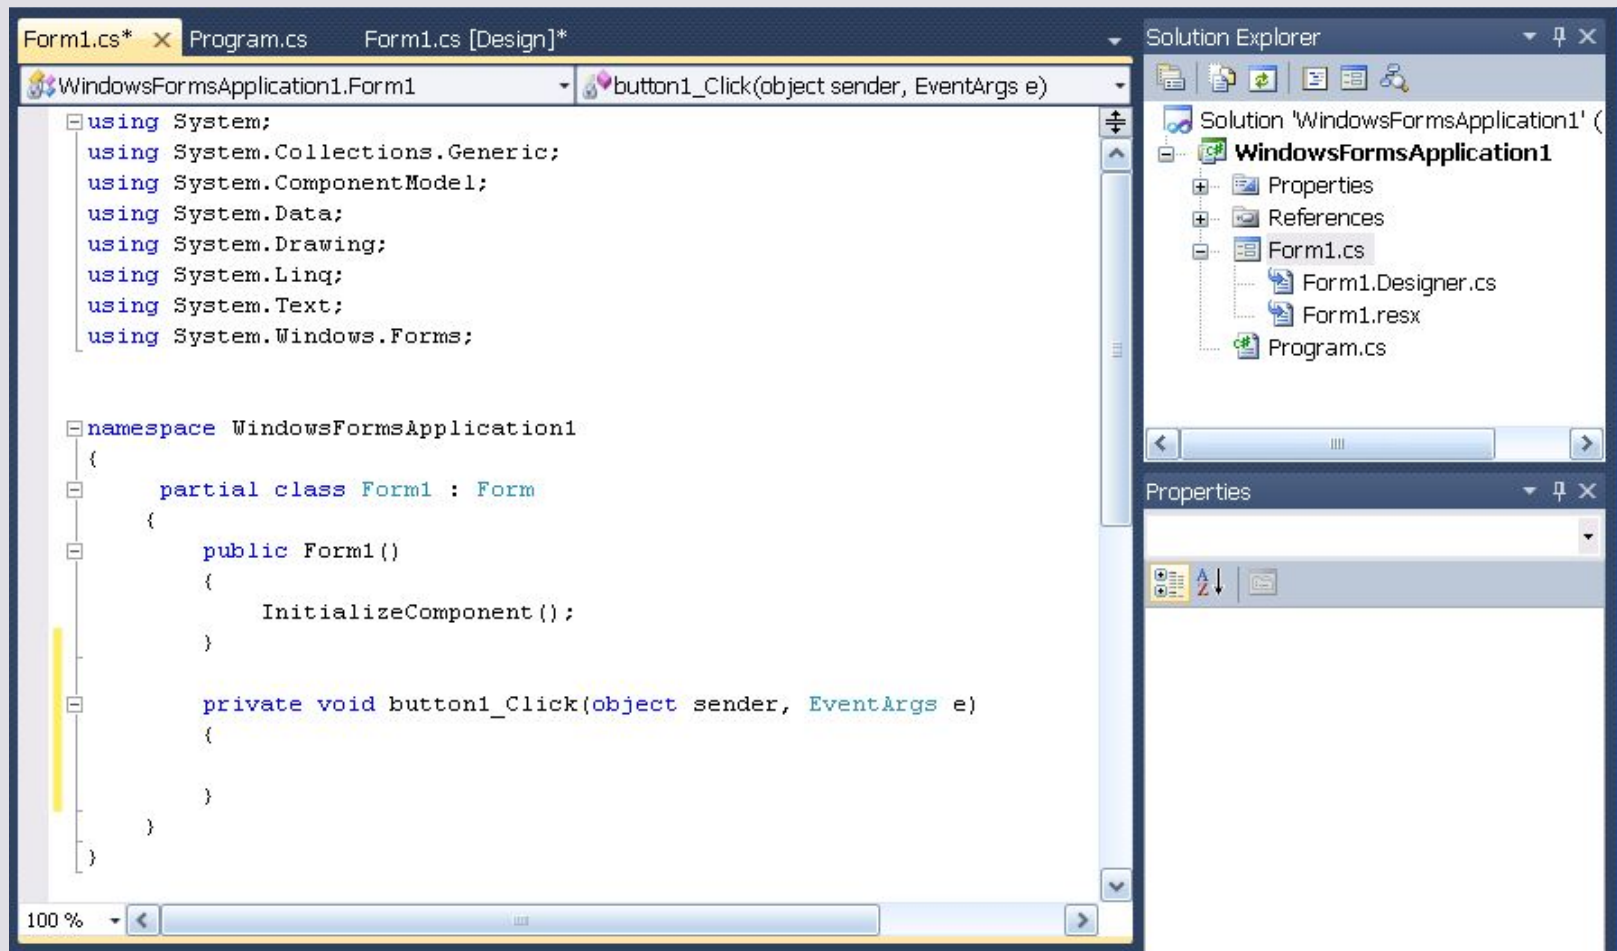 Form1.cs* Program.cs Form1.cs [Design]*
WindowsFormsApplication1.Form1 button1_Click(object sender, EventArgs e)
using System;
using System.Collections.Generic;
using System.ComponentModel;
using System.Data;
using System.Drawing;
using System.Linq;
using System.Text;
using System.Windows.Forms;
namespace WindowsFormsApplication1
{
partial class Form1 : Form
{
public Form1()
{
InitializeComponent();
}
private void button1_Click(object sender, EventArgs e)
{
}
}
}
100 %
Solution Explorer
Solution 'WindowsFormsApplication1' (
WindowsFormsApplication1
Properties
References
Form1.cs
Form1.Designer.cs
Form1.resx
Program.cs
Properties